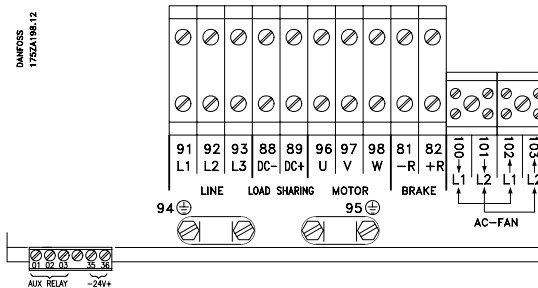 DANFOSS
175ZA198.12
91 92 93 88 89 96 97 98 81 82
L1 L2 L3 DC- DC+ U V W -R +R
100 101 102 103
L1 L2 L1 L2
LINE LOAD SHARING MOTOR BRAKE
AC-FAN
94 95
01 02 03 35 36
AUX RELAY -24V+